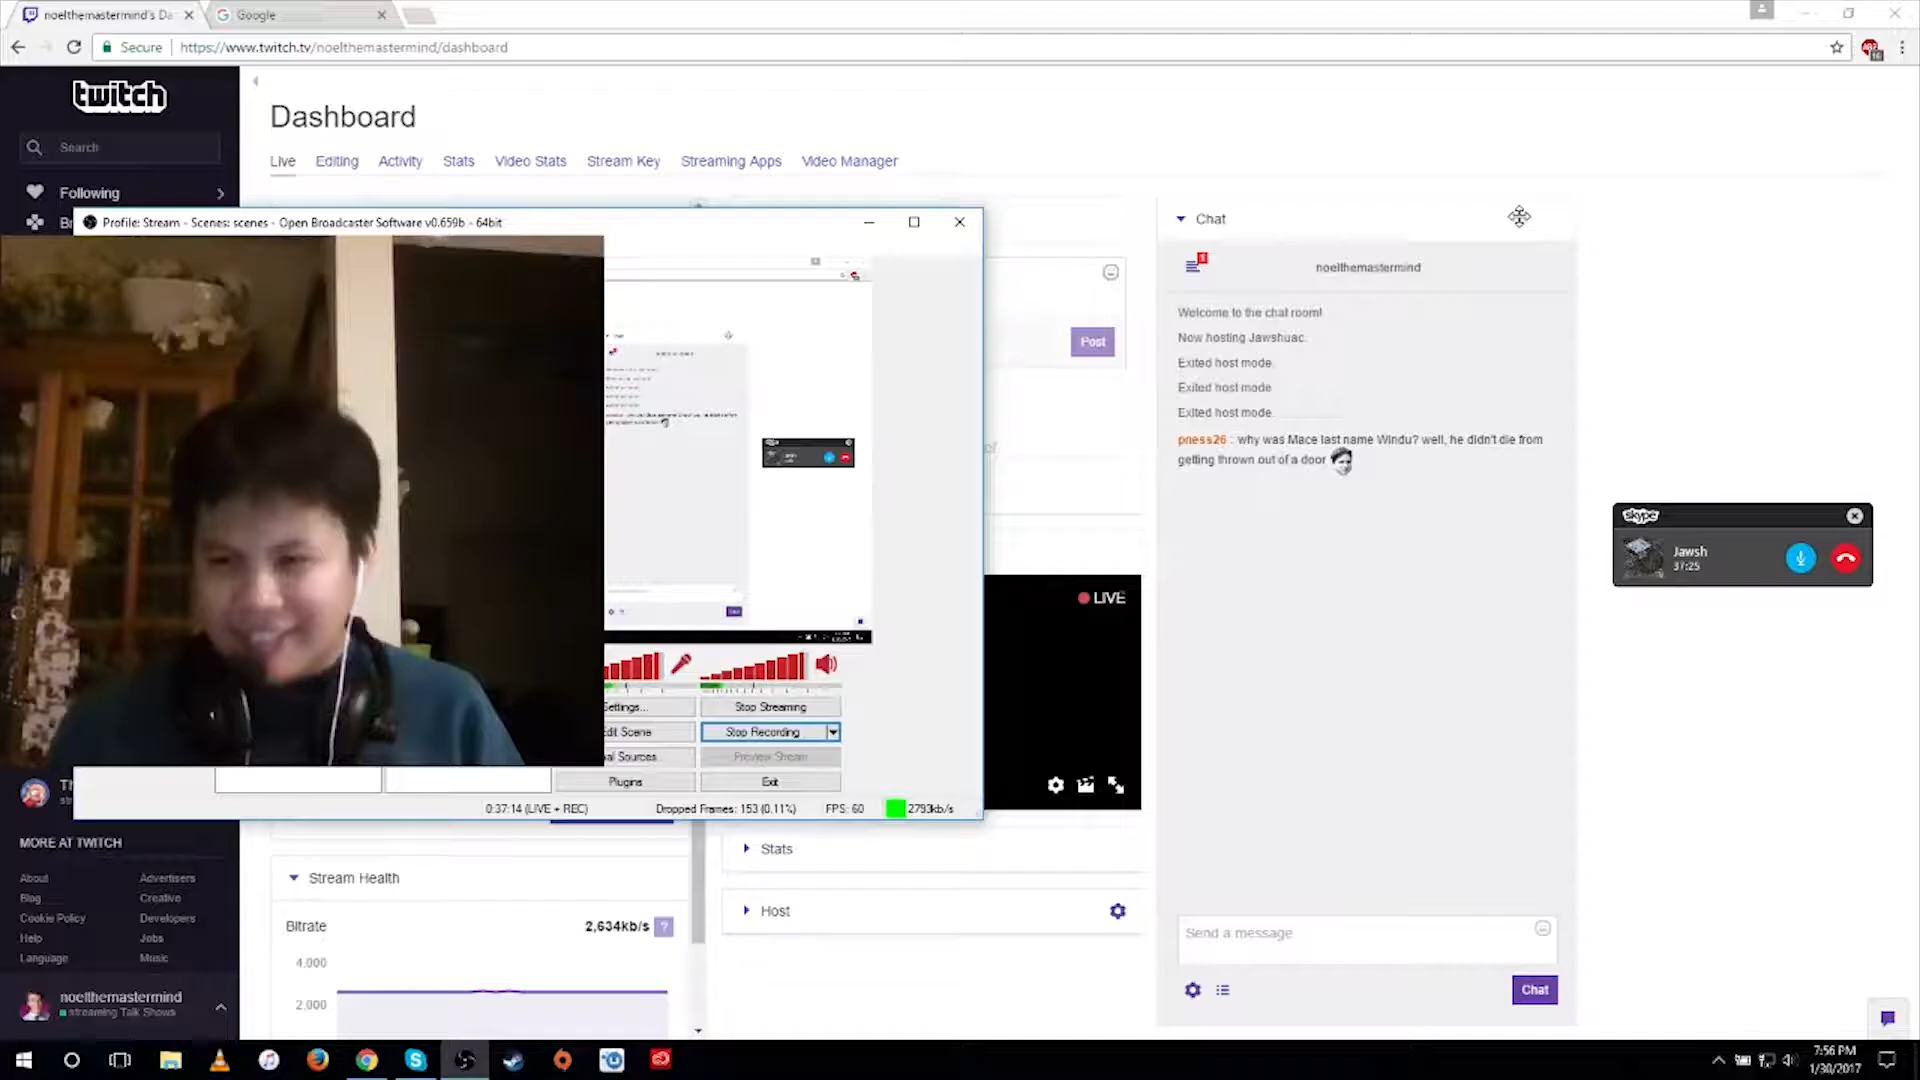 noelthemastermind's Da
Google
Secure
https://www.twitch.tv/noelthemastermind/dashboard
twitch
Search
Following
Br
Dashboard
Live Editing Activity Stats Video Stats Stream Key Streaming Apps Video Manager
Profile: Stream - Scenes: scenes - Open Broadcaster Software v0.659b - 64bit
Post
of
LIVE
Settings...
Stop Streaming
Edit Scene
Stop Recording
al Sources
Preview Stream
Plugins
Exit
0:37:14 (LIVE + REC)
Dropped Frames: 153 (0.11%)
FPS: 60
2793kb/s
Chat
1
noelthemastermind
Welcome to the chat room!
Now hosting Jawshuac.
Exited host mode.
Exited host mode.
Exited host mode.
pness26 : why was Mace last name Windu? well, he didn't die from
getting thrown out of a door
Send a message
Chat
skype
Jawsh
37:25
Stats
Host
Stream Health
Bitrate
2,634kb/s ?
4,000
2,000
MORE AT TWITCH
About Advertisers
Blog Creative
Cookie Policy Developers
Help Jobs
Language Music
noelthemastermind
streaming Talk Shows
7:56 PM
1/30/2017